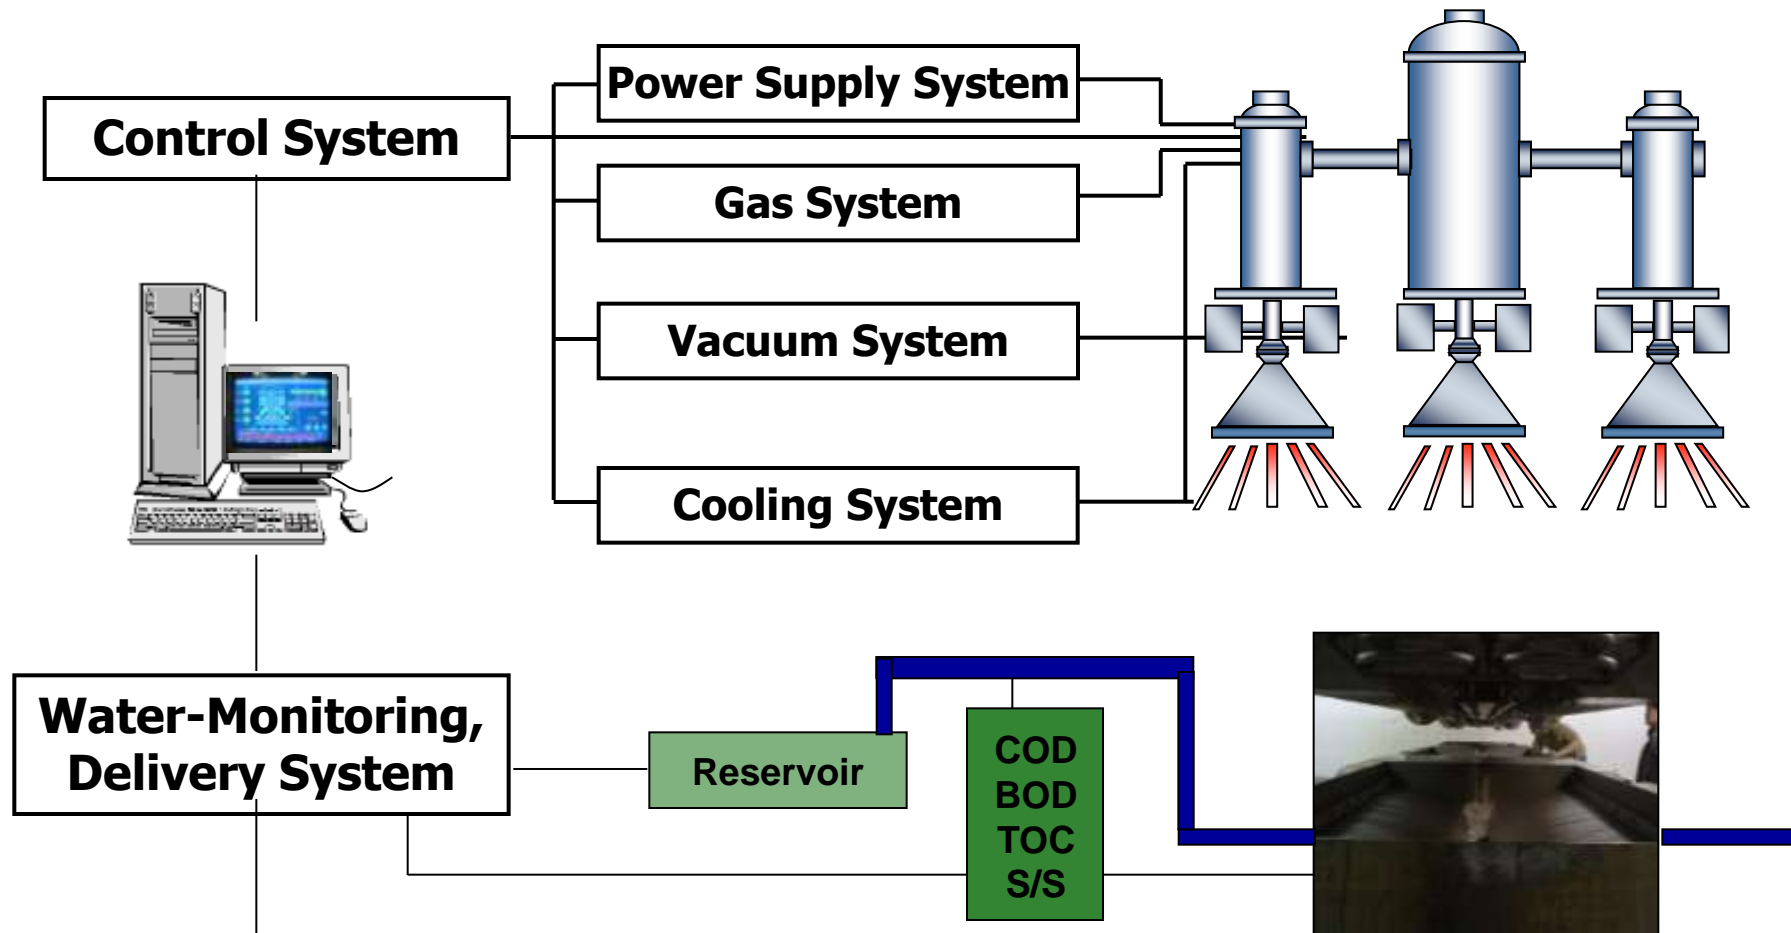 Power Supply System
Control System
Gas System
Vacuum System
Cooling System
Water-Monitoring,
Delivery System
Reservoir
COD
BOD
TOC
S/S